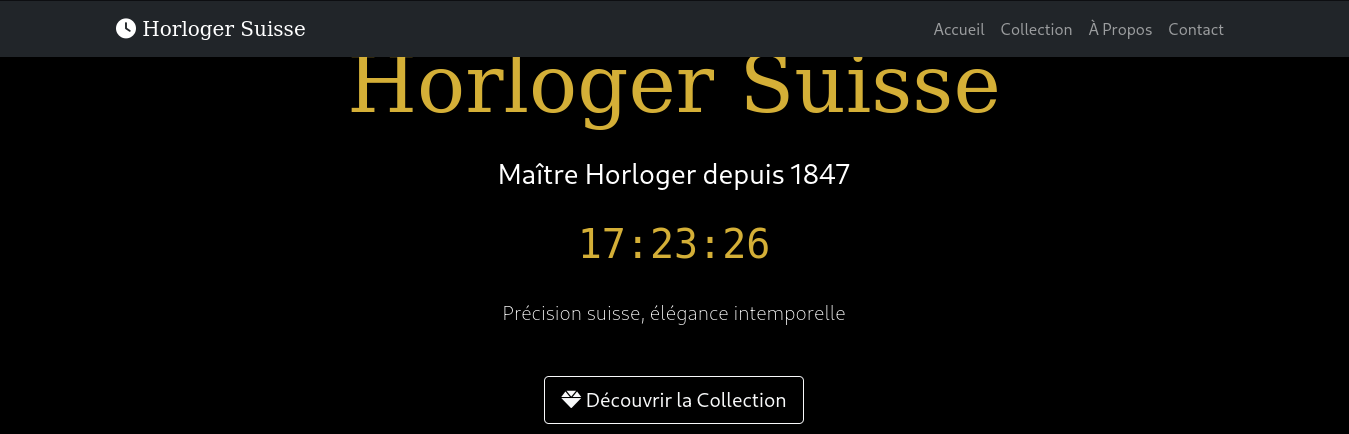 Horloger Suisse
Accueil Collection À Propos Contact
Horloger Suisse
Maître Horloger depuis 1847
17:23:26
Précision suisse, élégance intemporelle
Découvrir la Collection